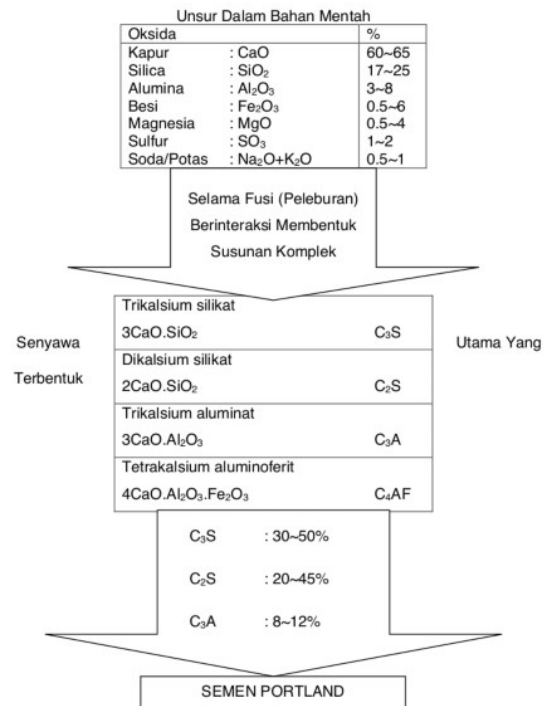 Unsur Dalam Bahan Mentah
Oksida %
Kapur : CaO 60~65
Silica : SiO₂ 17~25
Alumina : Al₂O₃ 3~8
Besi : Fe₂O₃ 0.5~6
Magnesia : MgO 0.5~4
Sulfur : SO₃ 1~2
Soda/Potas : Na₂O+K₂O 0.5~1
Selama Fusi (Peleburan)
Berinteraksi Membentuk
Susunan Komplek
Senyawa
Terbentuk
Trikalsium silikat
3CaO.SiO₂ C₃S
Dikalsium silikat
2CaO.SiO₂ C₂S
Trikalsium aluminat
3CaO.Al₂O₃ C₃A
Tetrakalsium aluminoferit
4CaO.Al₂O₃.Fe₂O₃ C₄AF
Utama Yang
C₃S : 30~50%
C₂S : 20~45%
C₃A : 8~12%
SEMEN PORTLAND